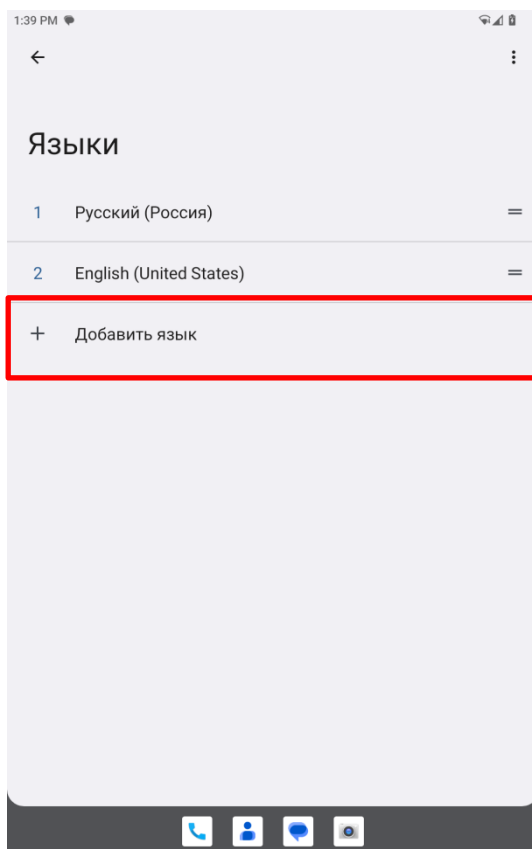 1:39 PM
Языки
1 Русский (Россия)
2 English (United States)
Добавить язык